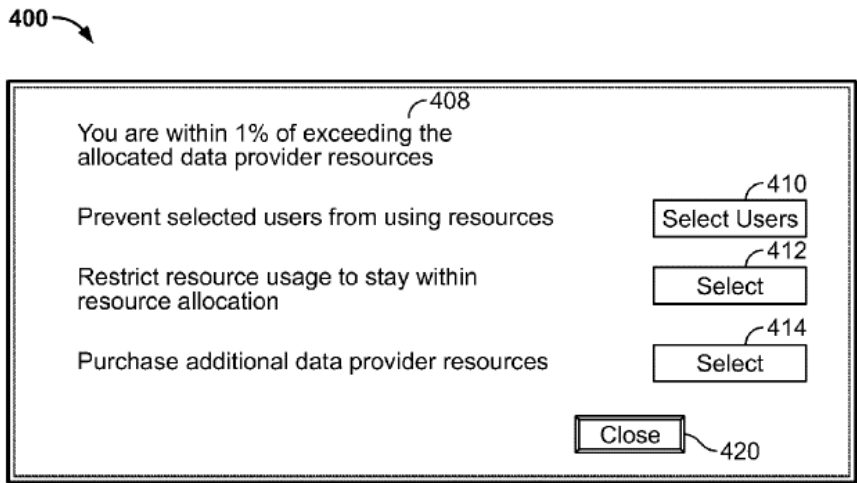 400
408
You are within 1% of exceeding the
allocated data provider resources
410
Prevent selected users from using resources Select Users
412
Restrict resource usage to stay within
resource allocation Select
414
Purchase additional data provider resources Select
Close 420